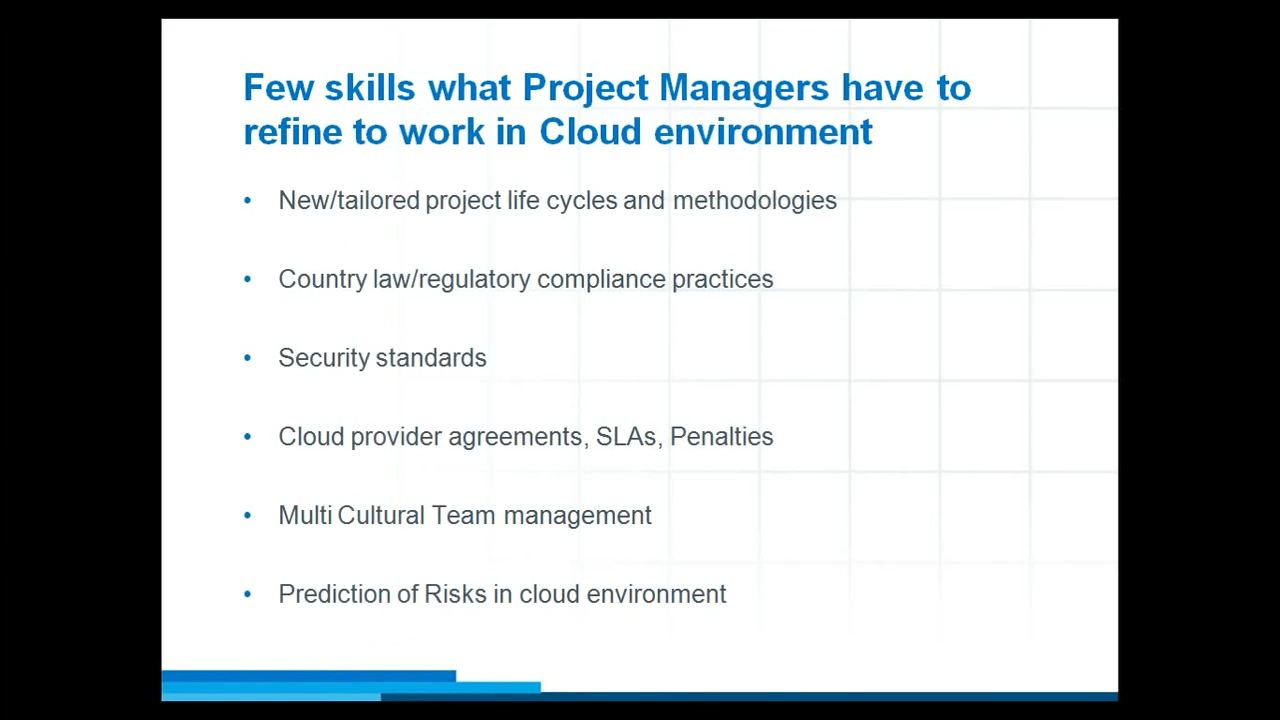 Few skills what Project Managers have to
refine to work in Cloud environment
• New/tailored project life cycles and methodologies
• Country law/regulatory compliance practices
• Security standards
• Cloud provider agreements, SLAs, Penalties
• Multi Cultural Team management
• Prediction of Risks in cloud environment